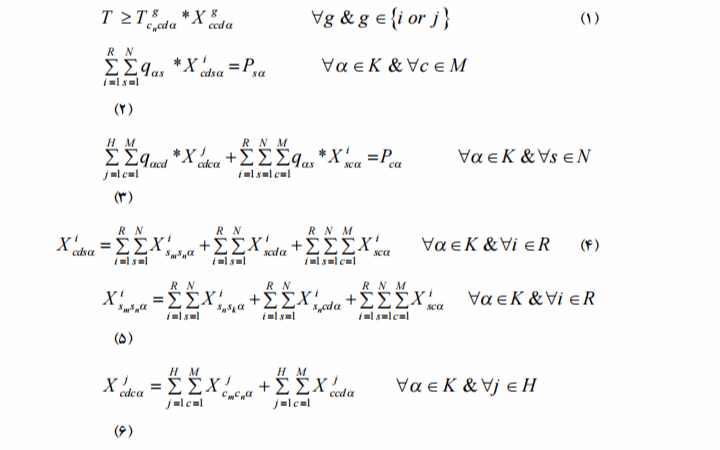 T ≥ T^g_{c_n cdα} * X^g_{ccdα} ∀g & g ∈ {i or j} (۱)
∑_{i=1}^{R} ∑_{s=1}^{N} q_{αs} * X^i_{cdsα} = P_{sα} ∀α ∈ K & ∀c ∈ M
(۲)
∑_{j=1}^{H} ∑_{c=1}^{M} q_{αcd} * X^j_{cdcα} + ∑_{i=1}^{R} ∑_{s=1}^{N} ∑_{c=1}^{M} q_{αs} * X^i_{scα} = P_{cα} ∀α ∈ K & ∀s ∈ N
(۳)
X^i_{cdsα} = ∑_{i=1}^{R} ∑_{s=1}^{N} X^i_{s_m s_n α} + ∑_{i=1}^{R} ∑_{s=1}^{N} X^i_{scdα} + ∑_{i=1}^{R} ∑_{s=1}^{N} ∑_{c=1}^{M} X^i_{scα} ∀α ∈ K & ∀i ∈ R (۴)
X^i_{s_m s_n α} = ∑_{i=1}^{R} ∑_{s=1}^{N} X^i_{s_n s_k α} + ∑_{i=1}^{R} ∑_{s=1}^{N} X^i_{s_n cdα} + ∑_{i=1}^{R} ∑_{s=1}^{N} ∑_{c=1}^{M} X^i_{scα} ∀α ∈ K & ∀i ∈ R
(۵)
X^j_{cdcα} = ∑_{j=1}^{H} ∑_{c=1}^{M} X^j_{c_m c_n α} + ∑_{j=1}^{H} ∑_{c=1}^{M} X^j_{ccdα} ∀α ∈ K & ∀j ∈ H
(۶)